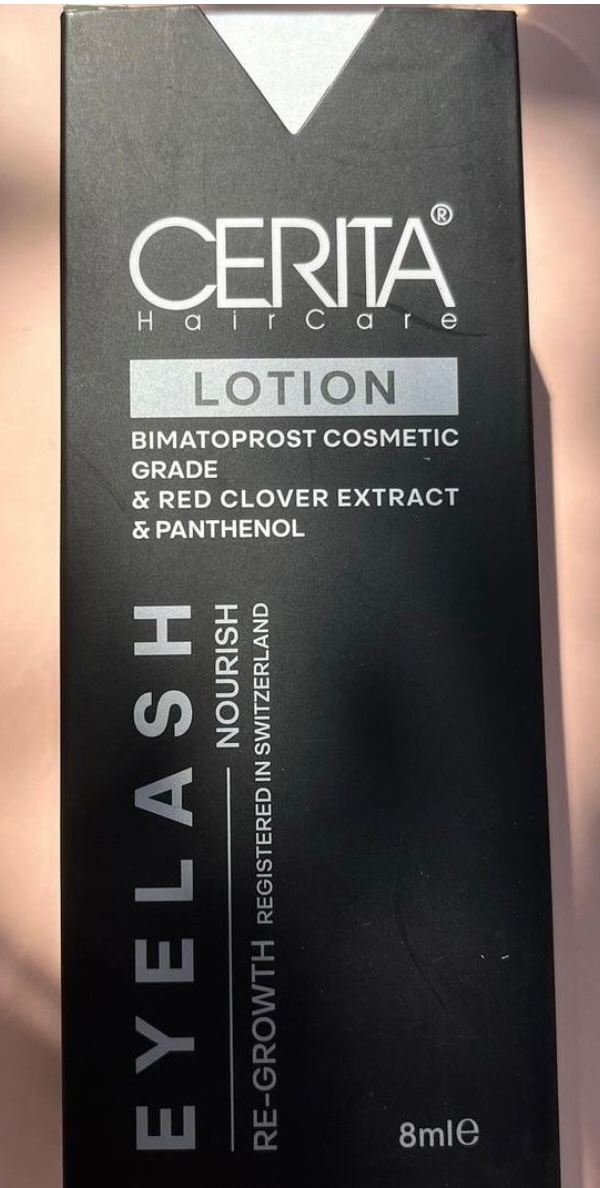 CERITA®
HairCare
LOTION
BIMATOPROST COSMETIC
GRADE
& RED CLOVER EXTRACT
& PANTHENOL
EYELASH
NOURISH
RE-GROWTH REGISTERED IN SWITZERLAND
8ml℮